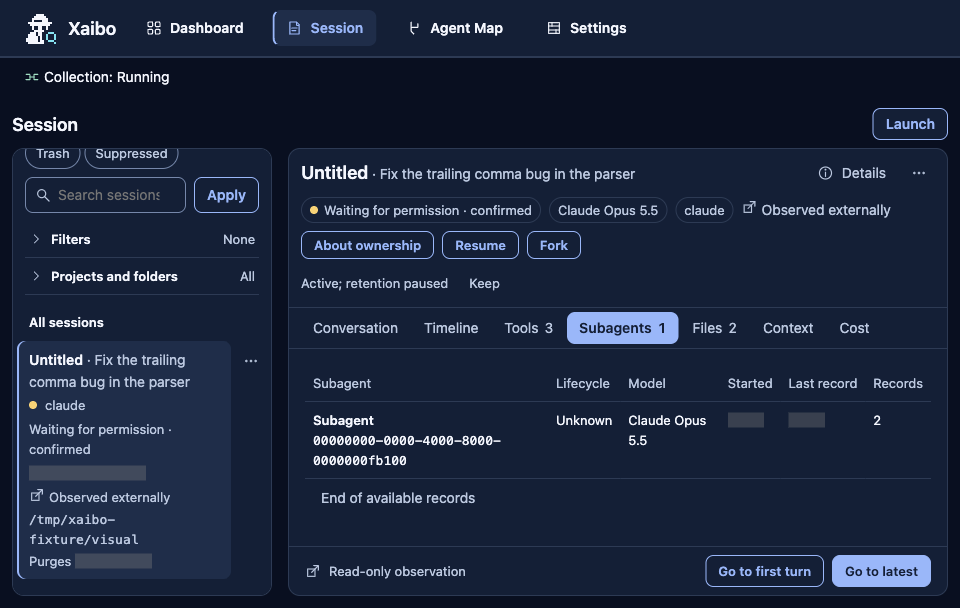 Xaibo
Dashboard
Session
Agent Map
Settings
Collection: Running
Session
Launch
Trash
Suppressed
Search sessions
Apply
Filters
None
Projects and folders
All
All sessions
Untitled · Fix the trailing
comma bug in the parser
claude
Waiting for permission ·
confirmed
Observed externally
/tmp/xaibo-
fixture/visual
Purges
Untitled · Fix the trailing comma bug in the parser
Details
Waiting for permission · confirmed
Claude Opus 5.5
claude
Observed externally
About ownership
Resume
Fork
Active; retention paused
Keep
Conversation
Timeline
Tools 3
Subagents 1
Files 2
Context
Cost
Subagent
Lifecycle
Model
Started
Last record
Records
Subagent
00000000-0000-4000-8000-
0000000fb100
Unknown
Claude Opus
5.5
2
End of available records
Read-only observation
Go to first turn
Go to latest